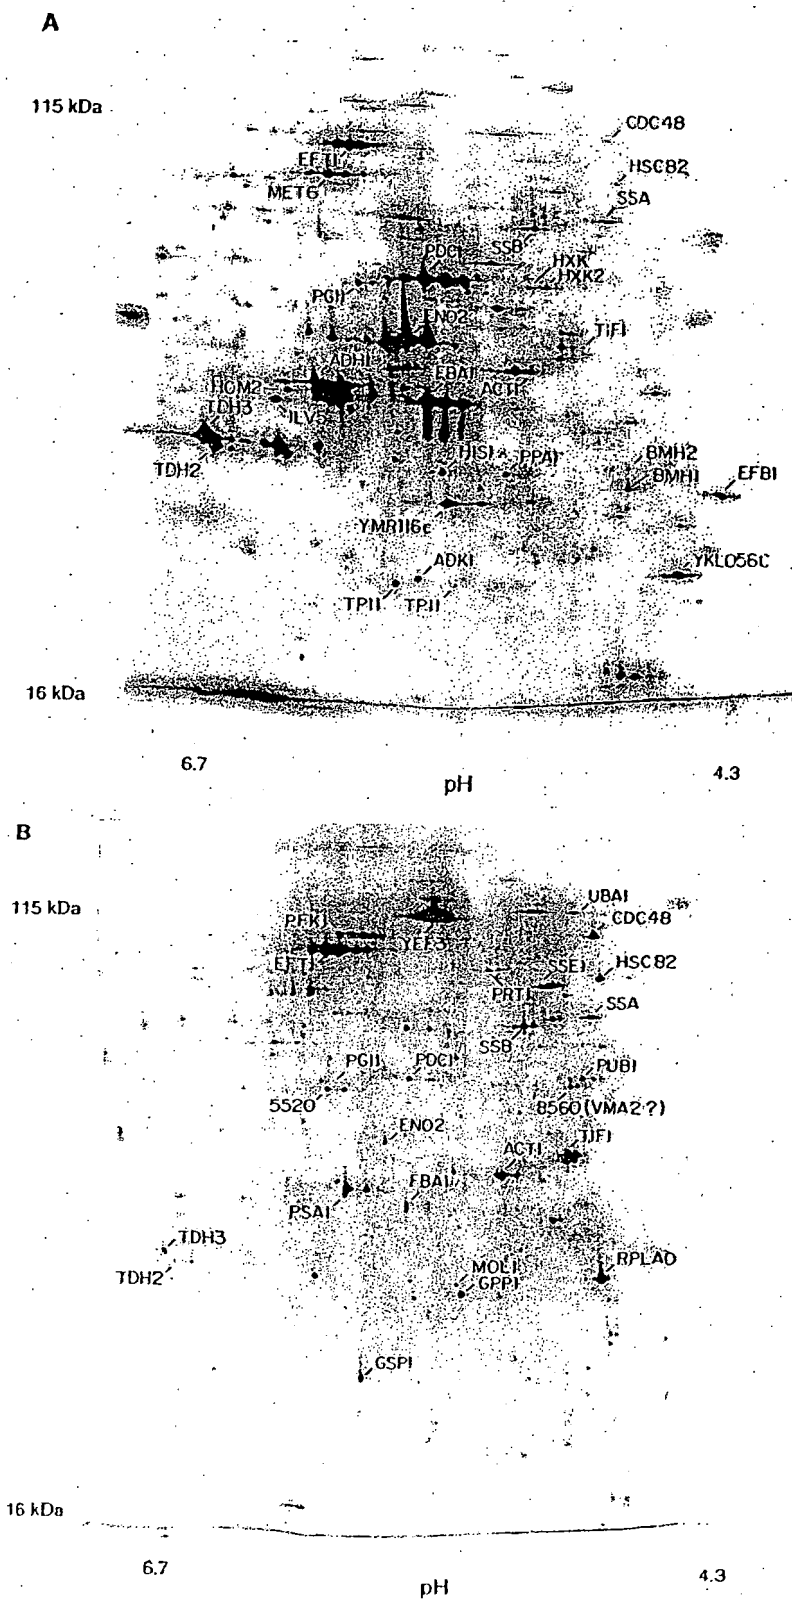 A
115 kDa
CDC48
EFT1
HSC82
MET6
SSA
PDC1
SSB
HXK
HXK2
PGI1
ENO2
TIF1
ADH1
FBA1
HOM2
ACT1
TDH3
ILV5
HIS1
PPA1
BMH2
TDH2
BMH1
EFB1
YMR116c
ADK1
YKL056C
TPI1
TPI1
16 kDa
6.7
4.3
pH
B
115 kDa
UBA1
PFK1
CDC48
YEF3
EFT1
HSC82
SSE1
PRT1
SSA
SSB
PGI1
PDC1
PUB1
5520
8560 (VMA2?)
ENO2
TIF1
ACT1
FBA1
PSA1
TDH3
RPLA0
TDH2
MOL1
GPP1
GSP1
16 kDa
6.7
4.3
pH